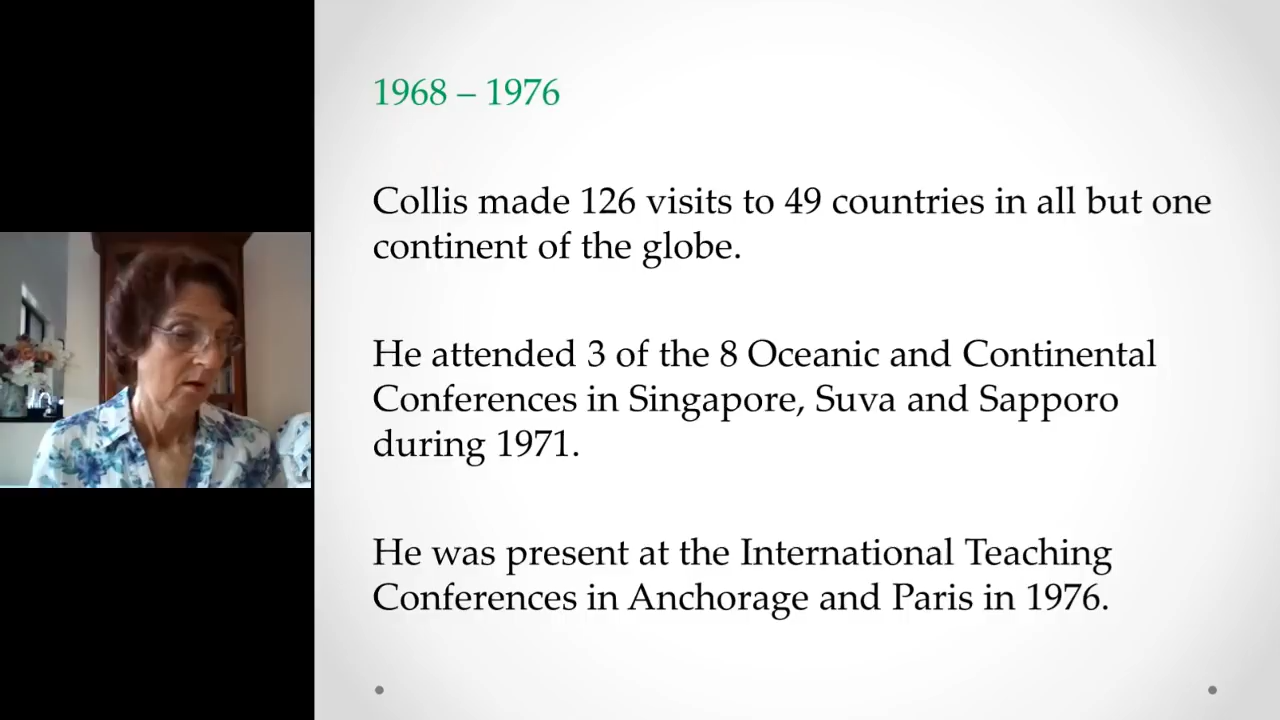 1968 – 1976
Collis made 126 visits to 49 countries in all but one
continent of the globe.
He attended 3 of the 8 Oceanic and Continental
Conferences in Singapore, Suva and Sapporo
during 1971.
He was present at the International Teaching
Conferences in Anchorage and Paris in 1976.